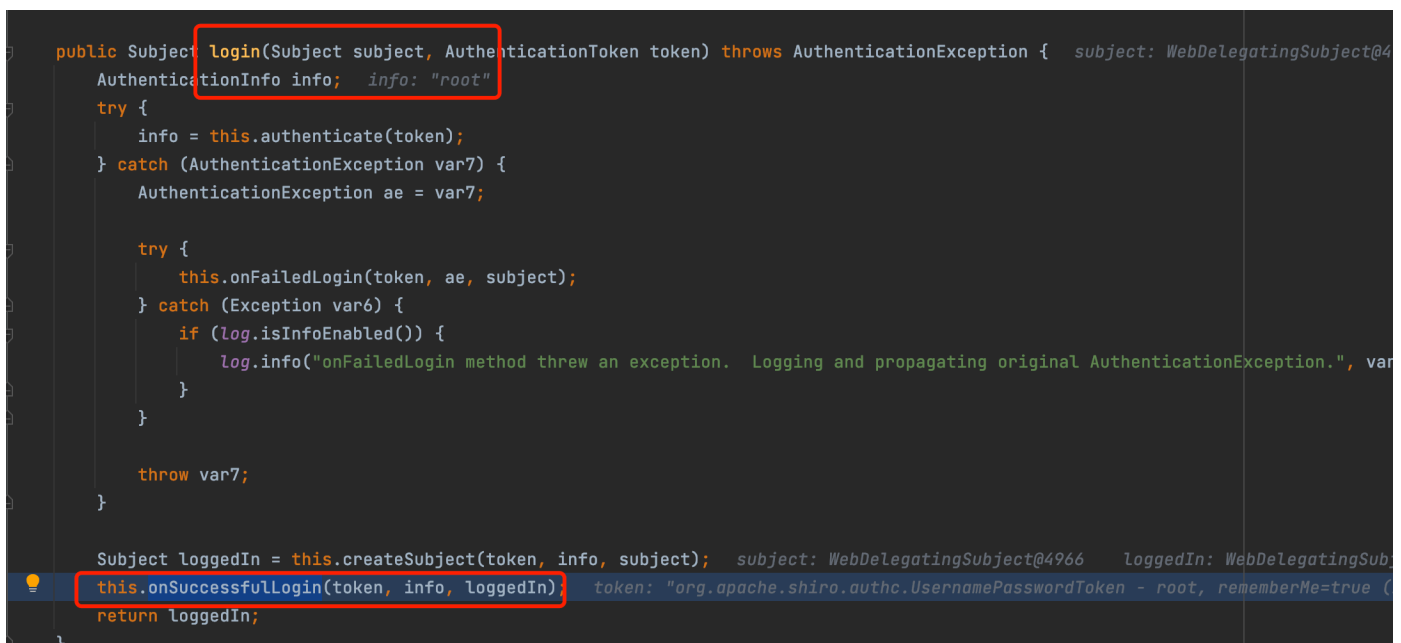 public Subject login(Subject subject, AuthenticationToken token) throws AuthenticationException { subject: WebDelegatingSubject@4
AuthenticationInfo info; info: "root"
try {
info = this.authenticate(token);
} catch (AuthenticationException var7) {
AuthenticationException ae = var7;
try {
this.onFailedLogin(token, ae, subject);
} catch (Exception var6) {
if (log.isInfoEnabled()) {
log.info("onFailedLogin method threw an exception.  Logging and propagating original AuthenticationException.", var
}
}
throw var7;
}
Subject loggedIn = this.createSubject(token, info, subject); subject: WebDelegatingSubject@4966 loggedIn: WebDelegatingSubj
this.onSuccessfulLogin(token, info, loggedIn); token: "org.apache.shiro.authc.UsernamePasswordToken - root, rememberMe=true (
return loggedIn;
}